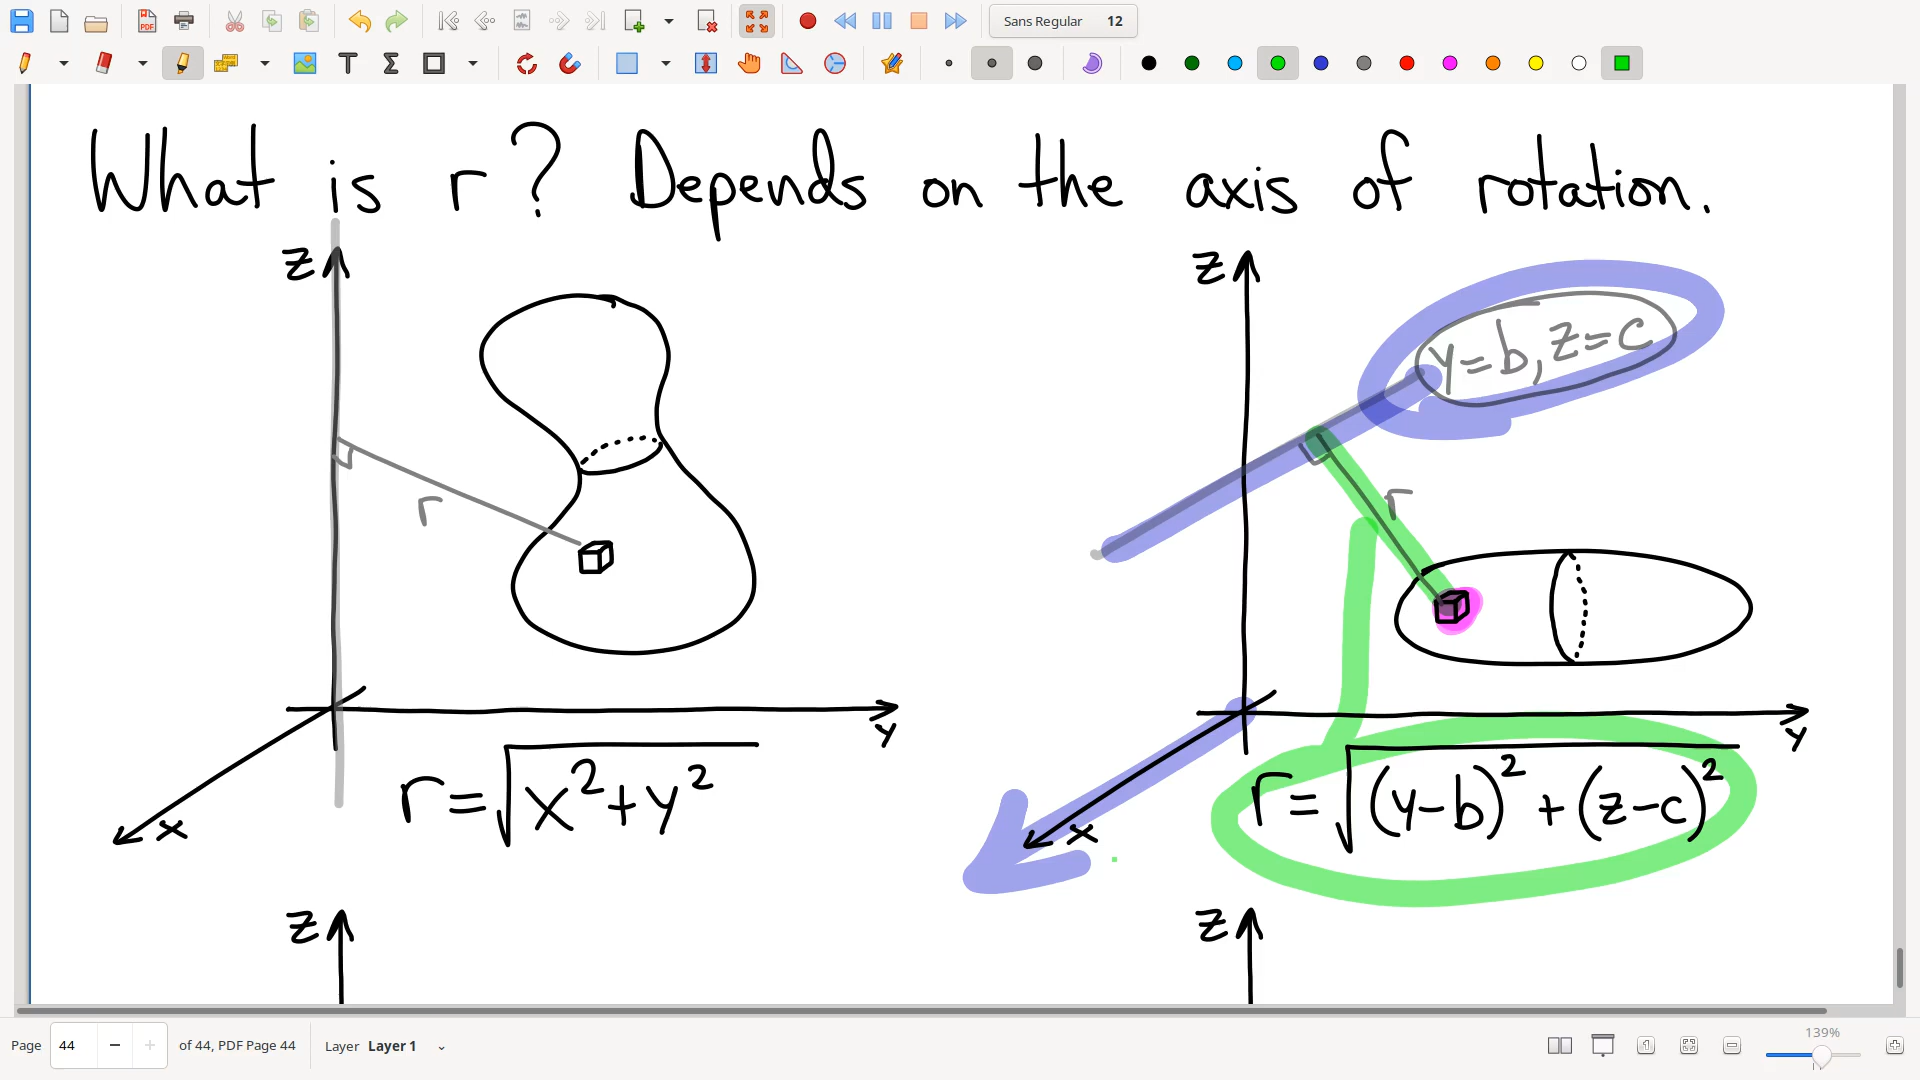 Sans Regular 12
What is r? Depends on the axis of rotation.
z
r
y
x
r=√x²+y²
z
y=b, z=c
r
y
x
r=√(y-b)²+(z-c)²
z
z
Page 44 of 44, PDF Page 44 Layer Layer 1 139%